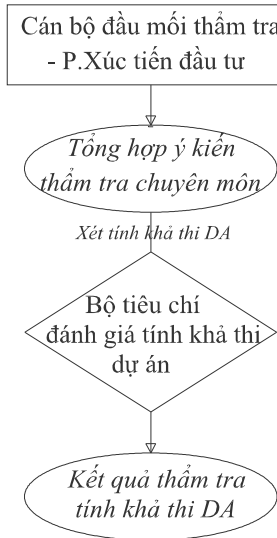 Cán bộ đầu mối thẩm tra
- P.Xúc tiến đầu tư
Tổng hợp ý kiến
thẩm tra chuyên môn
Xét tính khả thi DA
Bộ tiêu chí
đánh giá tính khả thi
dự án
Kết quả thẩm tra
tính khả thi DA